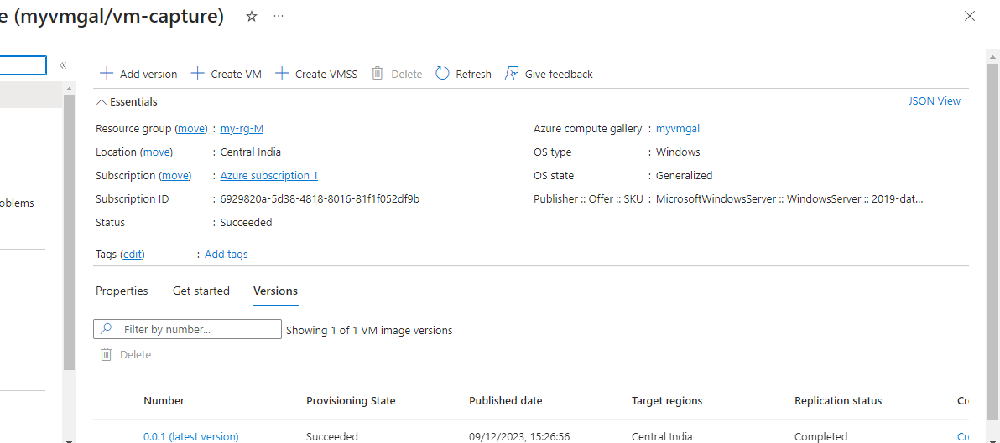 e (myvmgal/vm-capture)
Add version Create VM Create VMSS Delete Refresh Give feedback
Essentials JSON View
Resource group (move) : my-rg-M Azure compute gallery : myvmgal
Location (move) : Central India OS type : Windows
Subscription (move) : Azure subscription 1 OS state : Generalized
oblems Subscription ID : 6929820a-5d38-4818-8016-81f1f052df9b Publisher :: Offer :: SKU : MicrosoftWindowsServer :: WindowsServer :: 2019-dat...
Status : Succeeded
Tags (edit) : Add tags
Properties Get started Versions
Filter by number... Showing 1 of 1 VM image versions
Delete
Number Provisioning State Published date Target regions Replication status Cr
0.0.1 (latest version) Succeeded 09/12/2023, 15:26:56 Central India Completed Cr